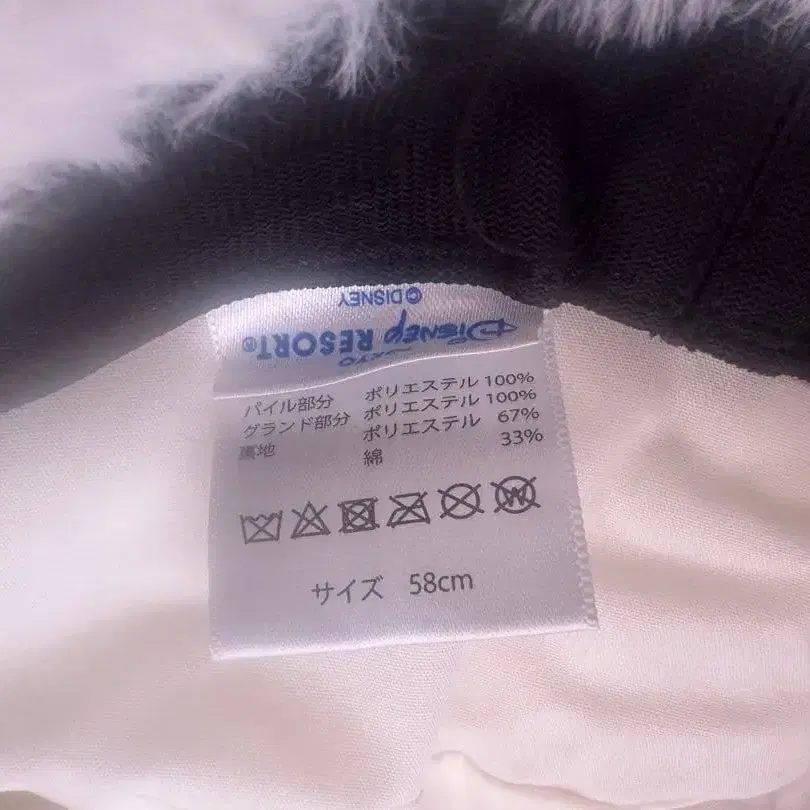 © DISNEY
TOKYO
DISNEY RESORT®
パイル部分 ポリエステル 100%
グランド部分 ポリエステル 100%
裏地 ポリエステル 67%
綿 33%
W
サイズ 58cm